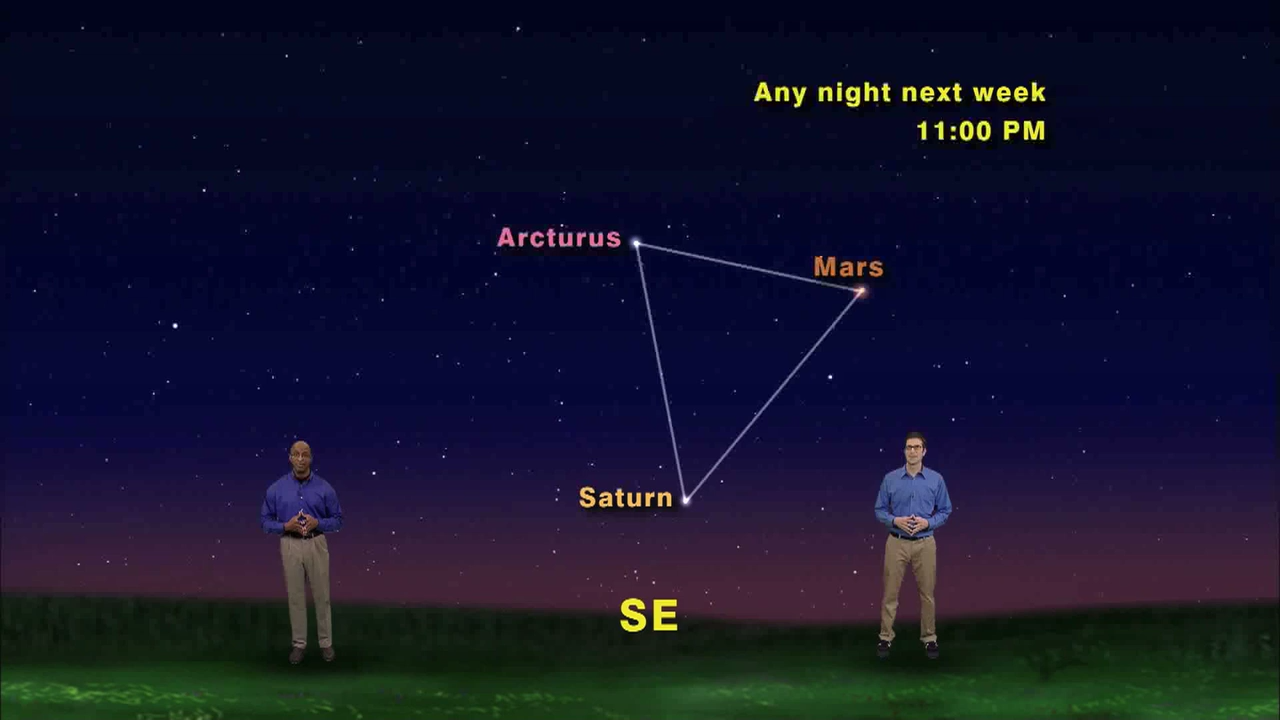 Any night next week
11:00 PM
Arcturus
Mars
Saturn
SE